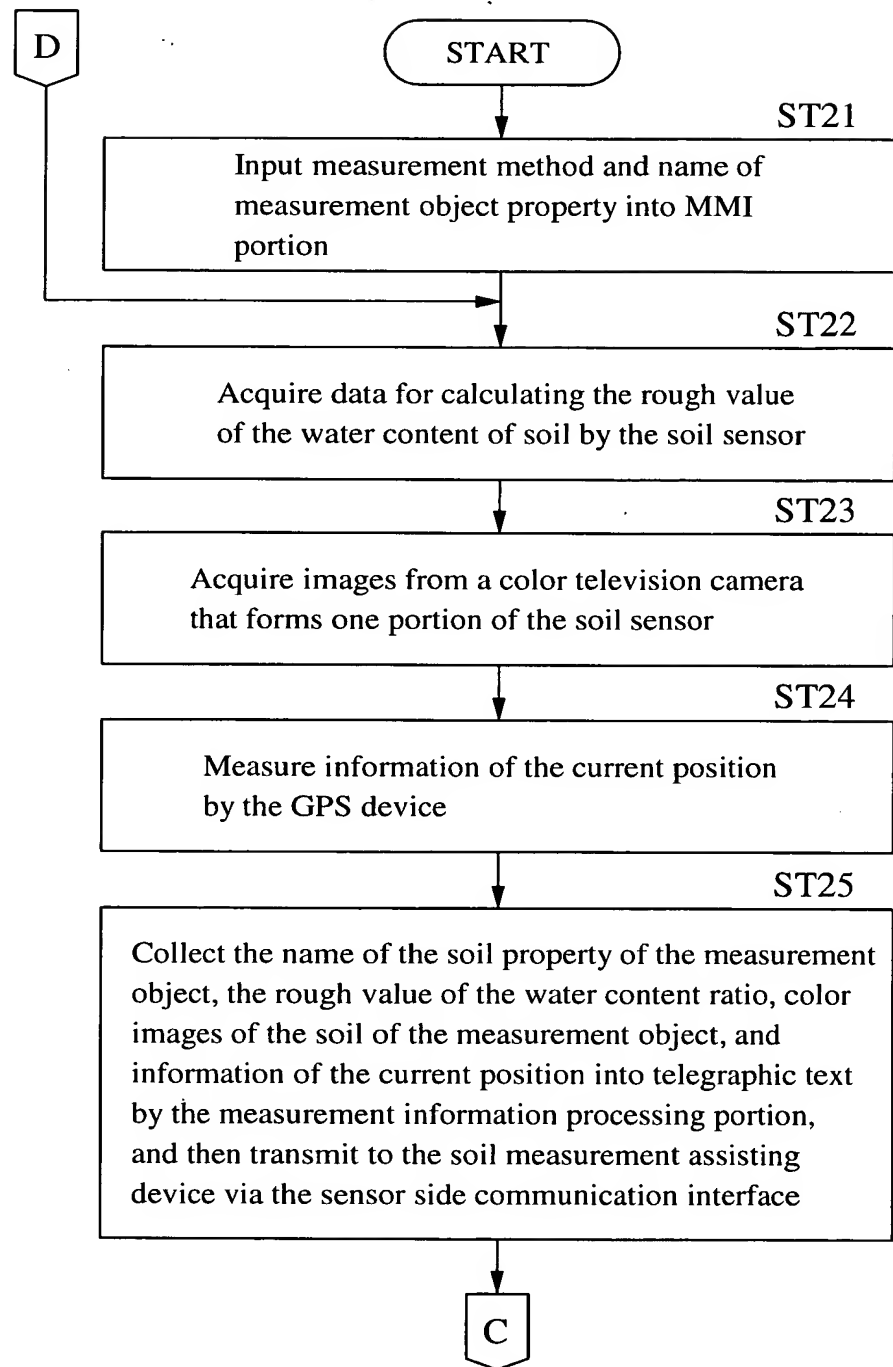 D
START
ST21
Input measurement method and name of
measurement object property into MMI
portion
ST22
Acquire data for calculating the rough value
of the water content of soil by the soil sensor
ST23
Acquire images from a color television camera
that forms one portion of the soil sensor
ST24
Measure information of the current position
by the GPS device
ST25
Collect the name of the soil property of the measurement
object, the rough value of the water content ratio, color
images of the soil of the measurement object, and
information of the current position into telegraphic text
by the measurement information processing portion,
and then transmit to the soil measurement assisting
device via the sensor side communication interface
C